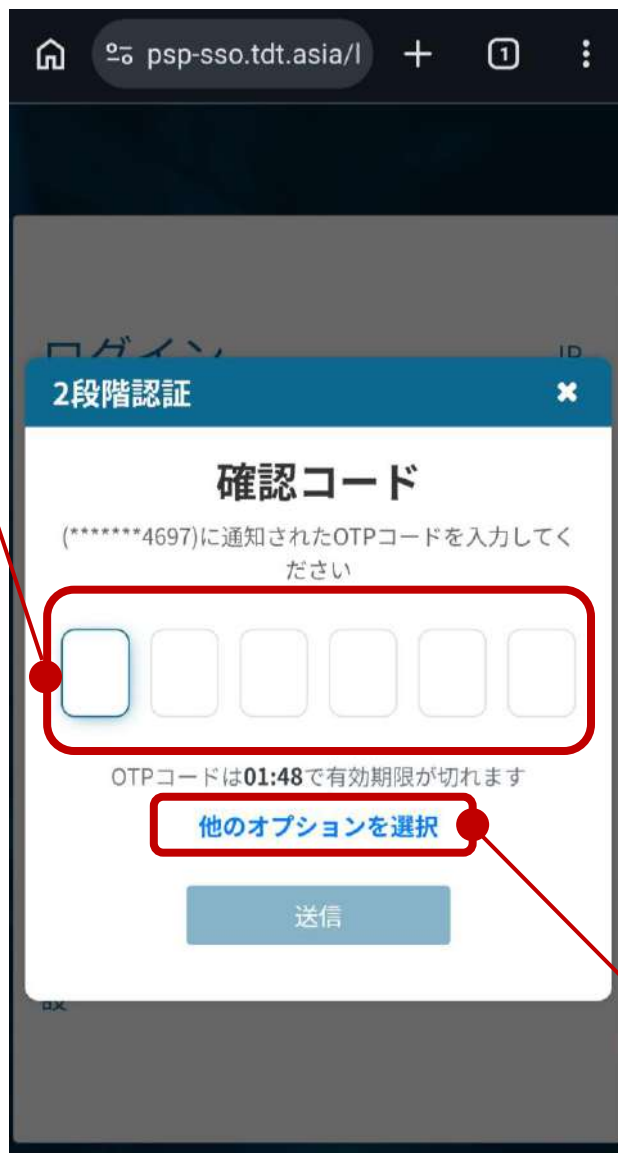 psp-sso.tdt.asia/l
1
ログイン
JP
2段階認証
確認コード
(*******4697)に通知されたOTPコードを入力してく
ださい
OTPコードは01:48で有効期限が切れます
他のオプションを選択
送信
設